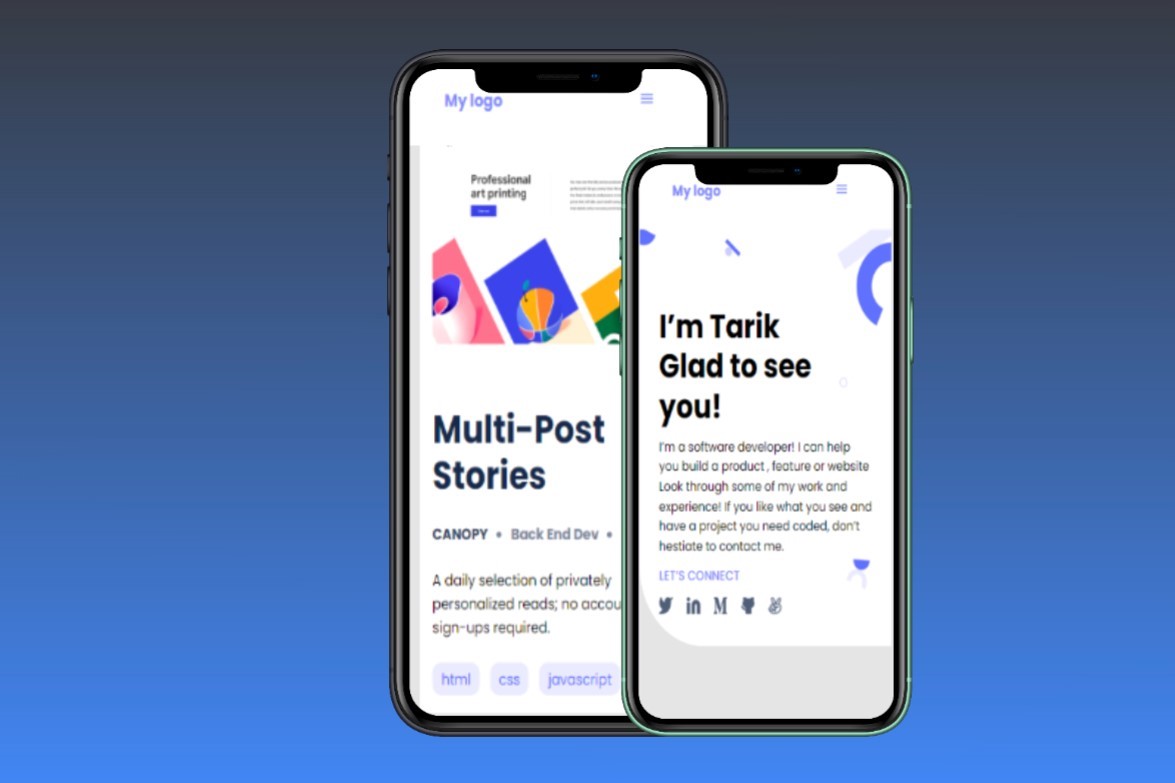 My logo
Professional
art printing
Multi-Post
Stories
CANOPY • Back End Dev •
A daily selection of privately
personalized reads; no accou
sign-ups required.
html css javascript
My logo
I'm Tarik
Glad to see
you!
I'm a software developer! I can help
you build a product , feature or website
Look through some of my work and
experience! If you like what you see and
have a project you need coded, don't
hestiate to contact me.
LET'S CONNECT